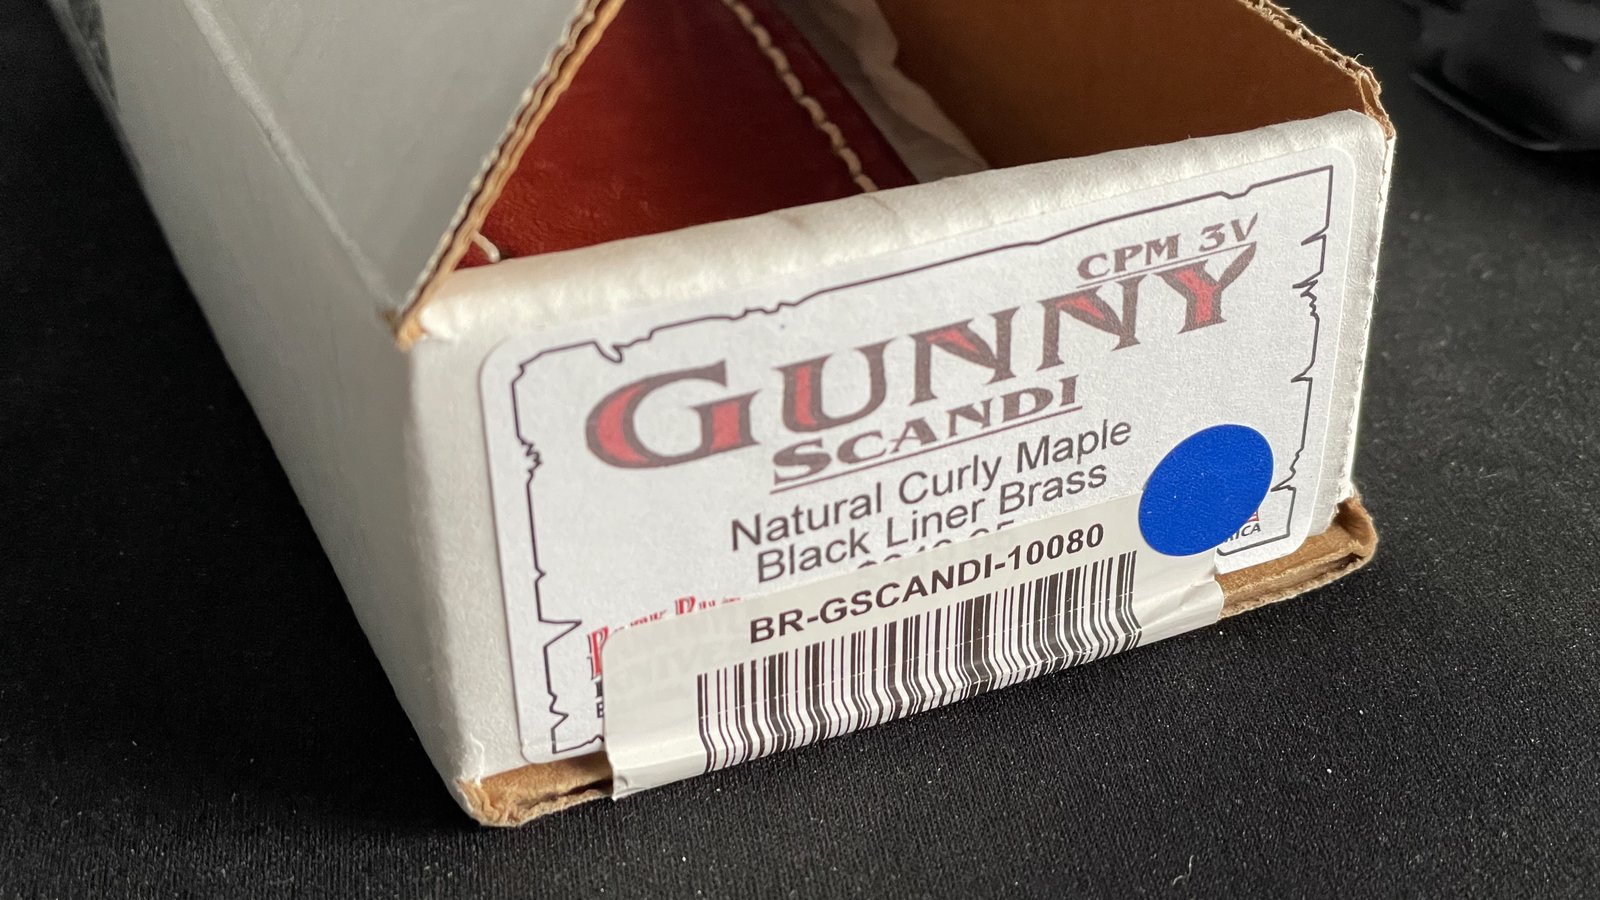 CPM 3V
GUNNY
SCANDI
Natural Curly Maple
Black Liner Brass
BR-GSCANDI-10080